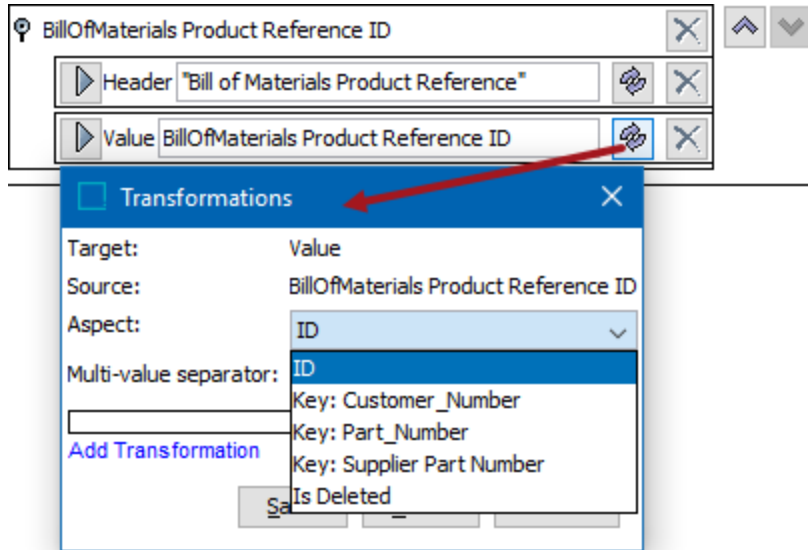 BillOfMaterials Product Reference ID
Header "Bill of Materials Product Reference"
Value BillOfMaterials Product Reference ID
Transformations
Target: Value
Source: BillOfMaterials Product Reference ID
Aspect: ID
Multi-value separator:
ID
Key: Customer_Number
Key: Part_Number
Key: Supplier Part Number
Is Deleted
Add Transformation